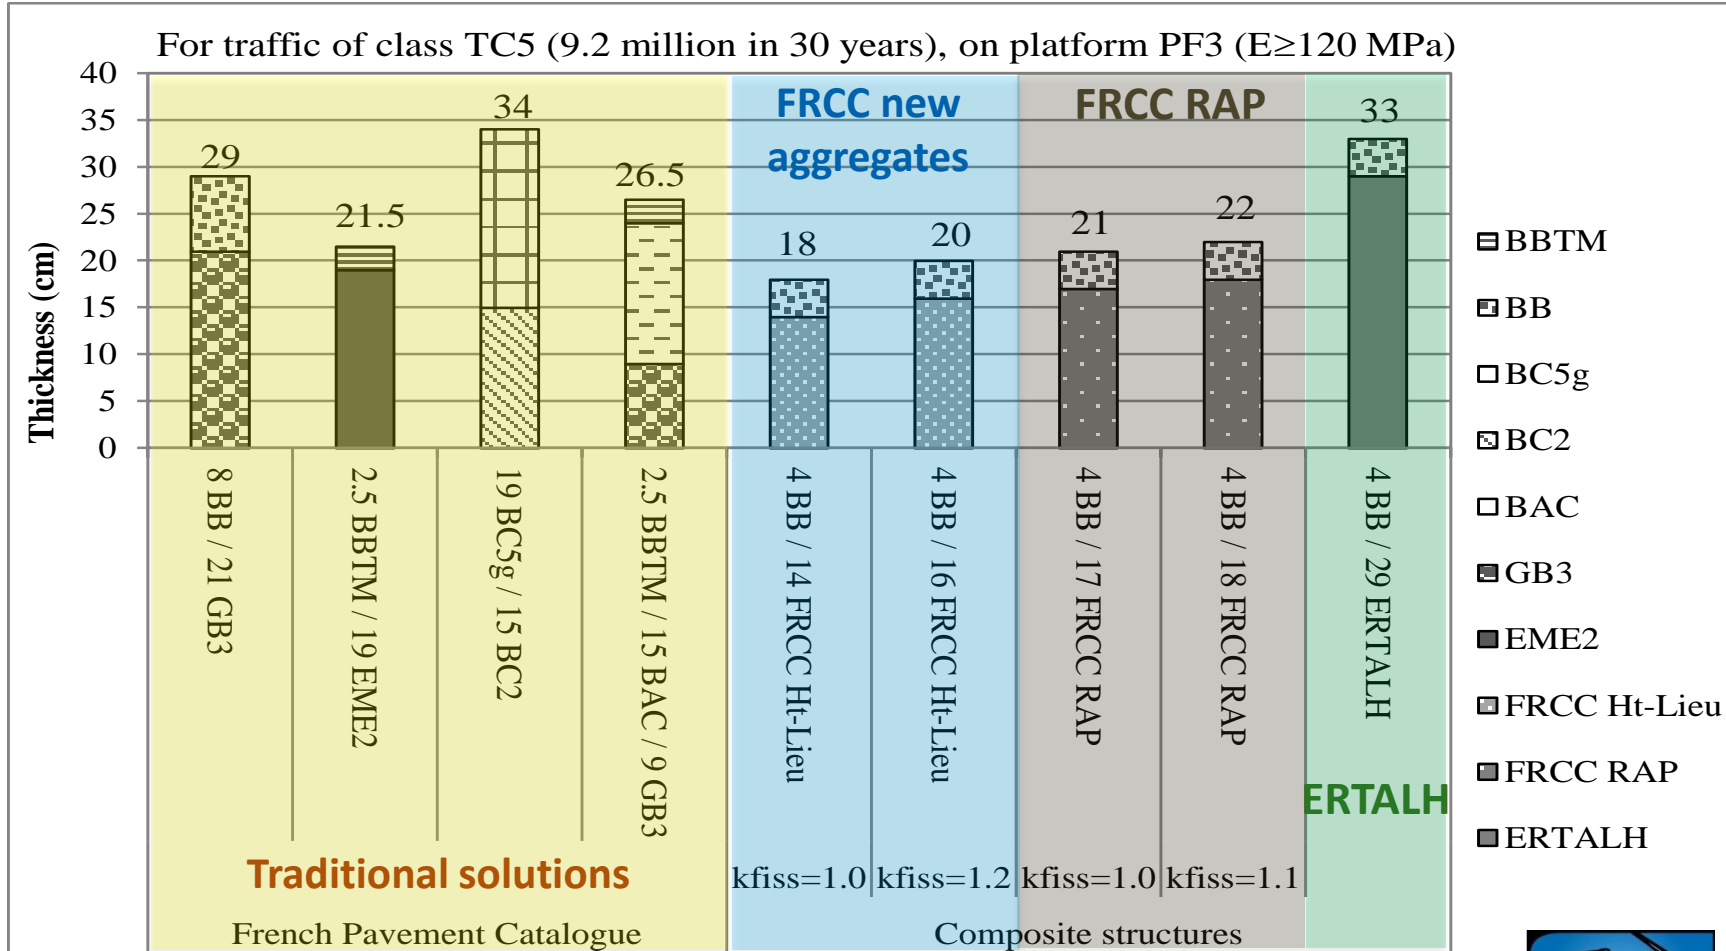 For traffic of class TC5 (9.2 million in 30 years), on platform PF3 (E≥120 MPa)
Thickness (cm)
40
35
30
25
20
15
10
5
0
29
21.5
34
26.5
18
20
21
22
33
FRCC new
aggregates
FRCC RAP
8 BB / 21 GB3
2.5 BBTM / 19 EME2
19 BC5g / 15 BC2
2.5 BBTM / 15 BAC / 9 GB3
4 BB / 14 FRCC Ht-Lieu
4 BB / 16 FRCC Ht-Lieu
4 BB / 17 FRCC RAP
4 BB / 18 FRCC RAP
4 BB / 29 ERTALH
ERTALH
Traditional solutions
kfiss=1.0
kfiss=1.2
kfiss=1.0
kfiss=1.1
French Pavement Catalogue
Composite structures
BBTM
BB
BC5g
BC2
BAC
GB3
EME2
FRCC Ht-Lieu
FRCC RAP
ERTALH